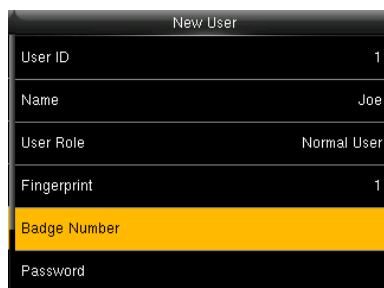 New User
User ID 1
Name Joe
User Role Normal User
Fingerprint 1
Badge Number
Password